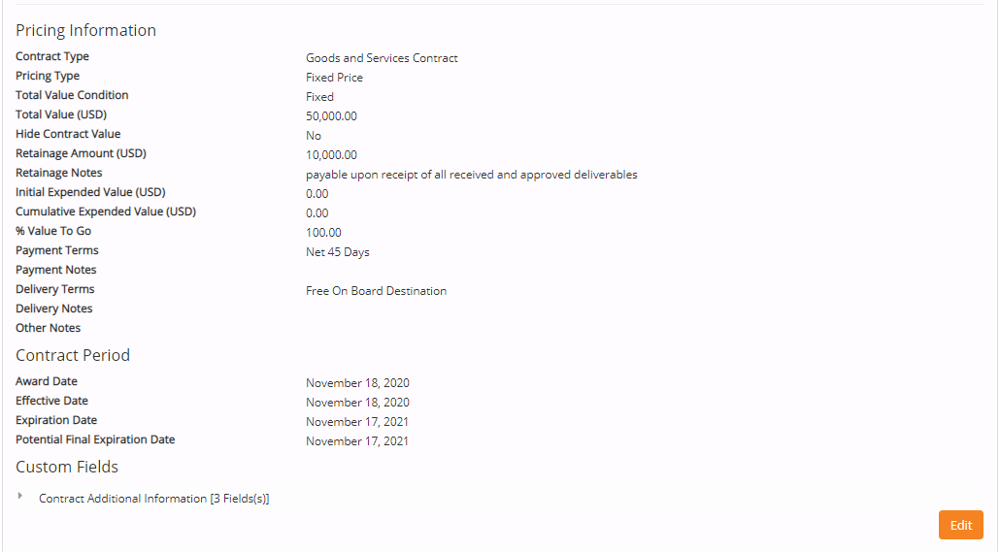 Pricing Information
Contract Type Goods and Services Contract
Pricing Type Fixed Price
Total Value Condition Fixed
Total Value (USD) 50,000.00
Hide Contract Value No
Retainage Amount (USD) 10,000.00
Retainage Notes payable upon receipt of all received and approved deliverables
Initial Expended Value (USD) 0.00
Cumulative Expended Value (USD) 0.00
% Value To Go 100.00
Payment Terms Net 45 Days
Payment Notes
Delivery Terms Free On Board Destination
Delivery Notes
Other Notes
Contract Period
Award Date November 18, 2020
Effective Date November 18, 2020
Expiration Date November 17, 2021
Potential Final Expiration Date November 17, 2021
Custom Fields
Contract Additional Information [3 Fields(s)]
Edit